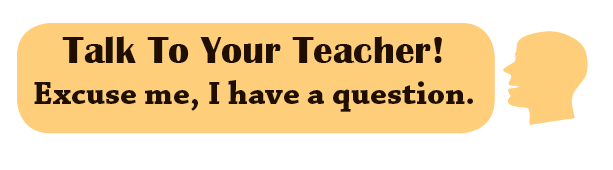 Talk To Your Teacher!
Excuse me, I have a question.